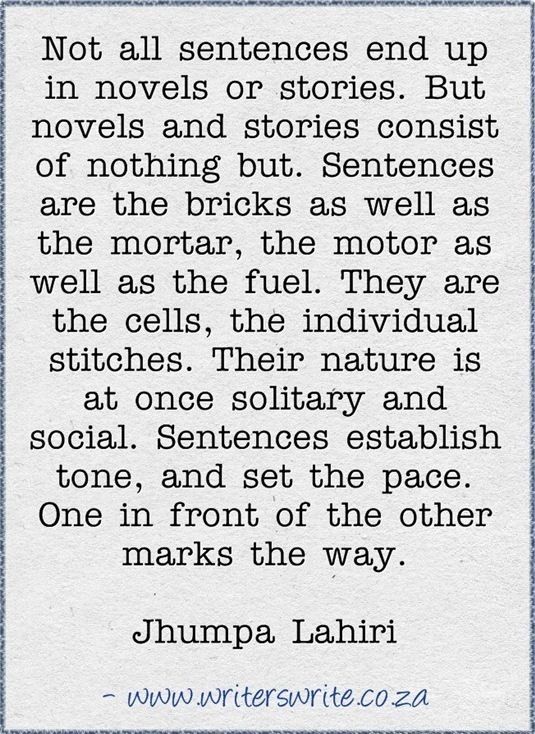 Not all sentences end up
in novels or stories. But
novels and stories consist
of nothing but. Sentences
are the bricks as well as
the mortar, the motor as
well as the fuel. They are
the cells, the individual
stitches. Their nature is
at once solitary and
social. Sentences establish
tone, and set the pace.
One in front of the other
marks the way.
Jhumpa Lahiri
- www.writerswrite.co.za